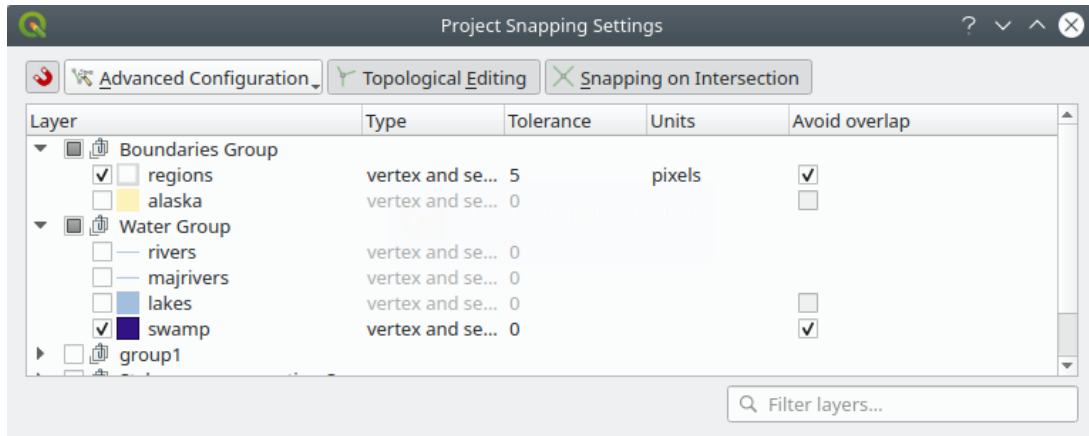 Project Snapping Settings
Advanced Configuration Topological Editing Snapping on Intersection
Layer Type Tolerance Units Avoid overlap
Boundaries Group
regions vertex and se... 5 pixels
alaska vertex and se... 0
Water Group
rivers vertex and se... 0
majrivers vertex and se... 0
lakes vertex and se... 0
swamp vertex and se... 0
group1
Filter layers...